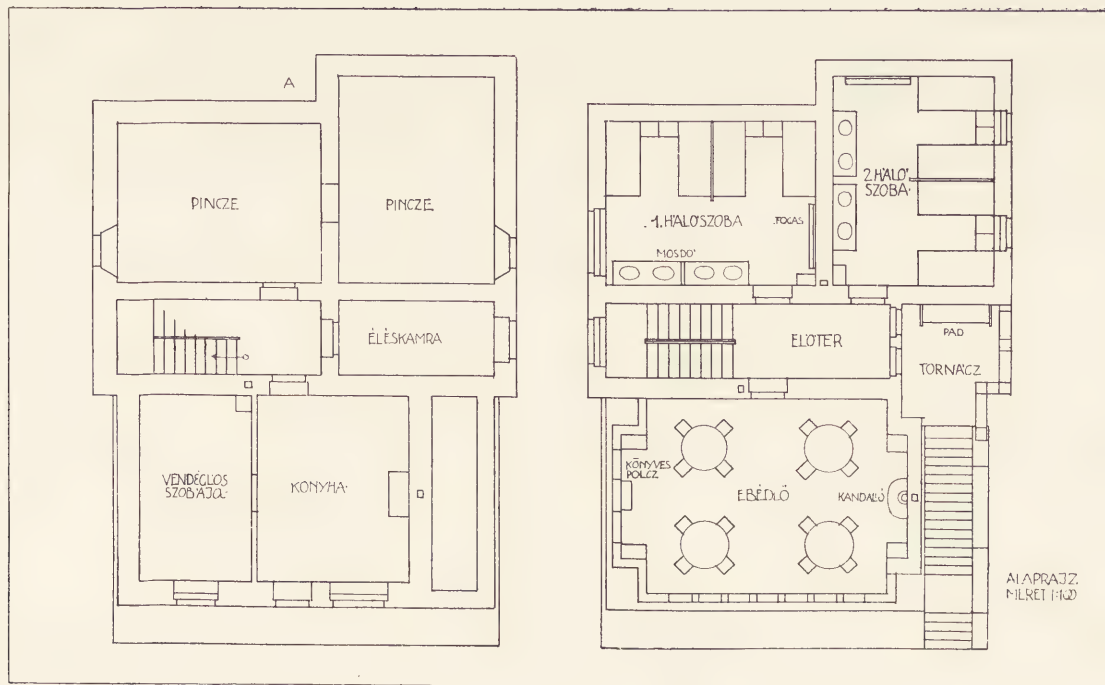 A
PINCZE
PINCZE
ÉLÉSKAMRA
VENDÉGLŐS
SZOBÁJA.
KONYHA.
1. HÁLÓSZOBA
FOGAS
MOSDÓ
2. HÁLÓ
SZOBA.
ELŐTÉR
PAD
TORNÁCZ
KÖNYVES
POLCZ
EBÉDLŐ
KANDALLÓ
ALAPRAJZ
MÉRET 1:100